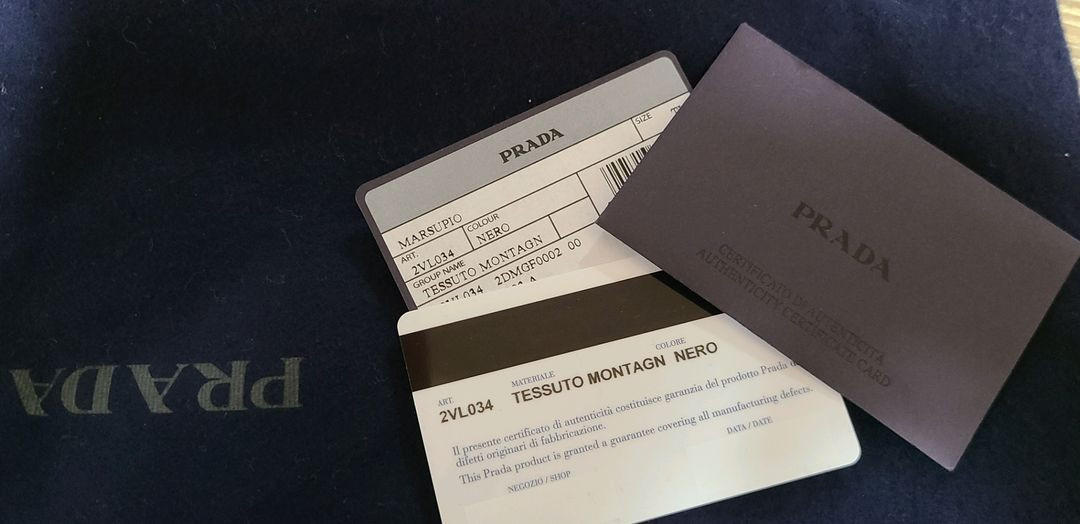 PRADA
SIZE
MARSUPIO
ART. COLOUR
2VL034 NERO
GROUP NAME
TESSUTO MONTAGN
2VL034 2DMGF0002 00
PRADA
CERTIFICATO DI AUTENTICITÀ
AUTHENTICITY CERTIFICATE CARD
ART. MATERIALE COLORE
2VL034 TESSUTO MONTAGN NERO
Il presente certificato di autenticità costituisce garanzia del prodotto Prada
difetti originari di fabbricazione.
This Prada product is granted a guarantee covering all manufacturing defects.
NEGOZIO / SHOP DATA / DATE
PRADA